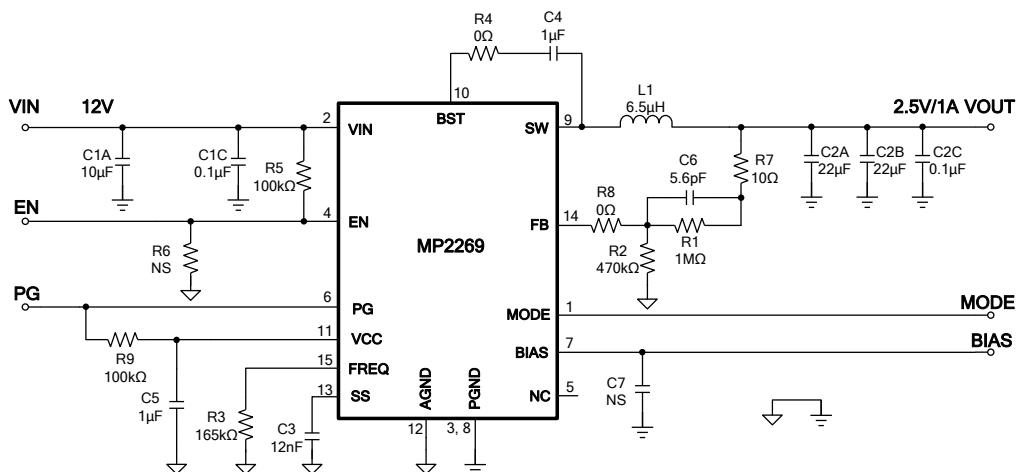 R4
0Ω
C4
1μF
10
BST
VIN
12V
2
VIN
C1A
10μF
C1C
0.1μF
R5
100kΩ
SW
9
L1
6.5μH
2.5V/1A VOUT
C6
5.6pF
R7
10Ω
C2A
22μF
C2B
22μF
C2C
0.1μF
EN
4
EN
R6
NS
MP2269
FB
14
R8
0Ω
R2
470kΩ
R1
1MΩ
PG
6
PG
MODE
1
MODE
11
VCC
R9
100kΩ
BIAS
7
BIAS
15
FREQ
13
SS
C5
1μF
R3
165kΩ
C3
12nF
AGND
12
PGND
3, 8
NC
5
C7
NS